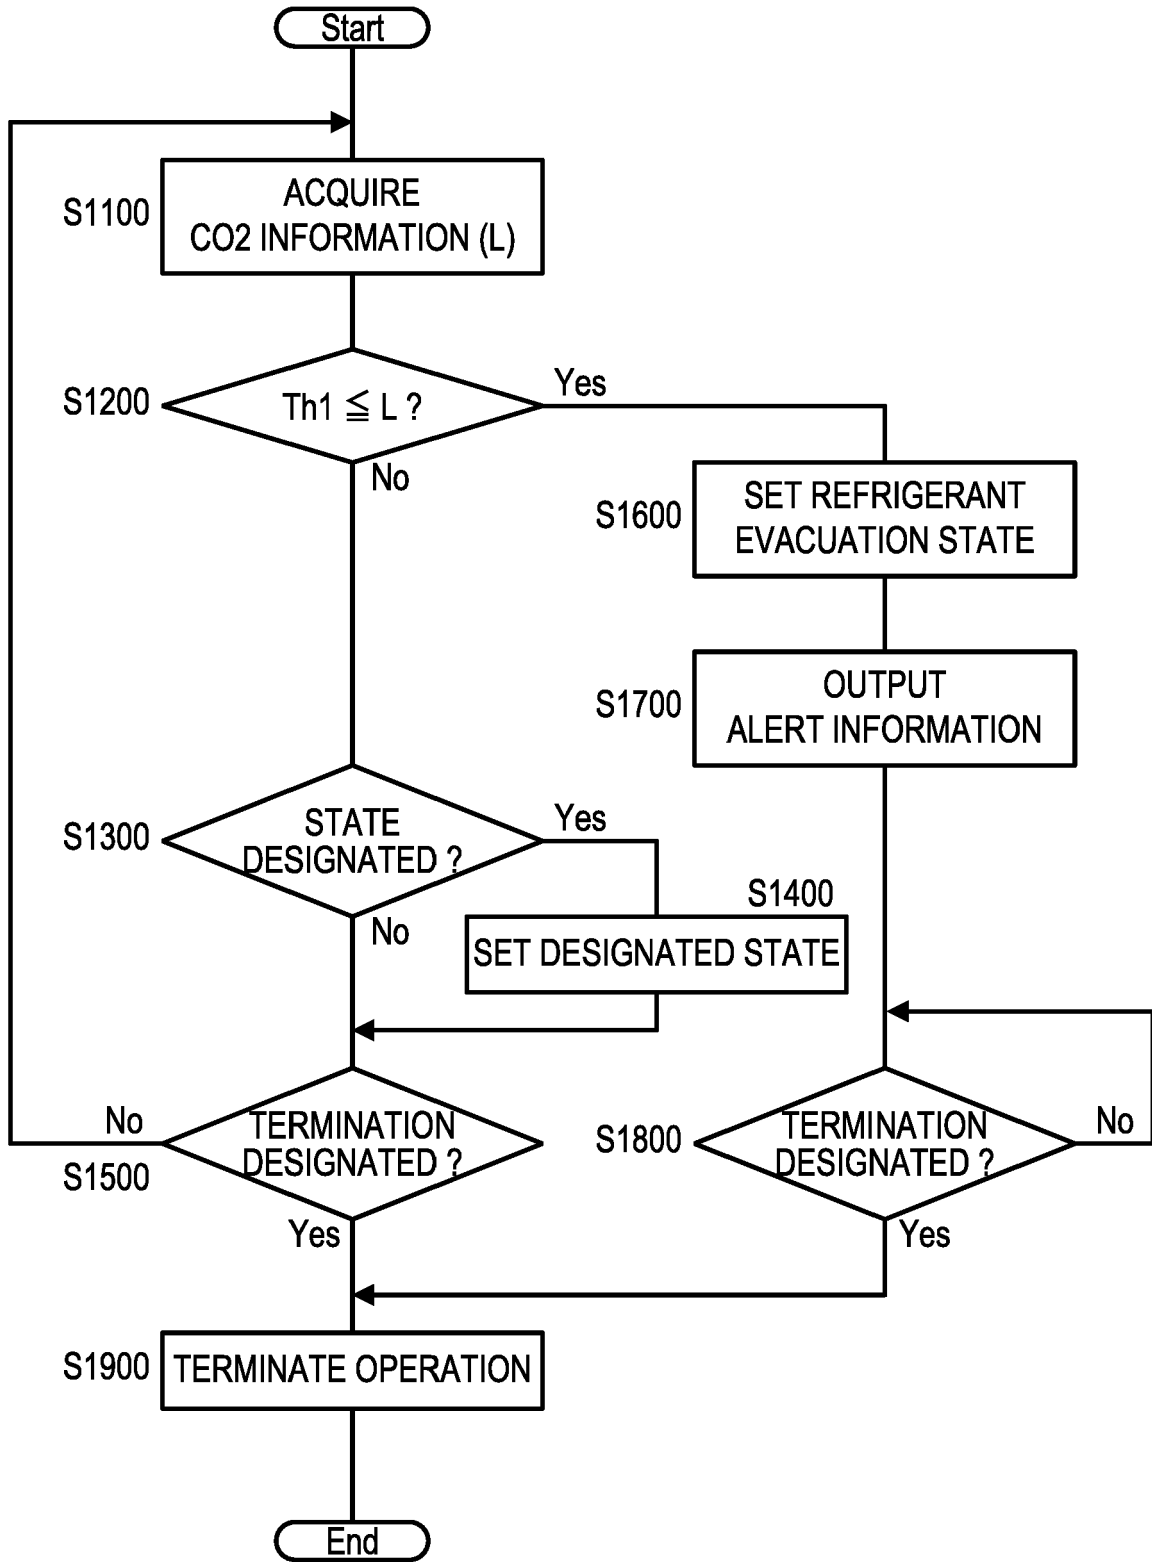 Start
S1100
ACQUIRE
CO2 INFORMATION (L)
S1200
Th1 ≦ L ?
Yes
No
S1600
SET REFRIGERANT
EVACUATION STATE
S1700
OUTPUT
ALERT INFORMATION
S1300
STATE
DESIGNATED ?
Yes
No
S1400
SET DESIGNATED STATE
No
S1500
TERMINATION
DESIGNATED ?
Yes
S1800
TERMINATION
DESIGNATED ?
No
Yes
S1900
TERMINATE OPERATION
End